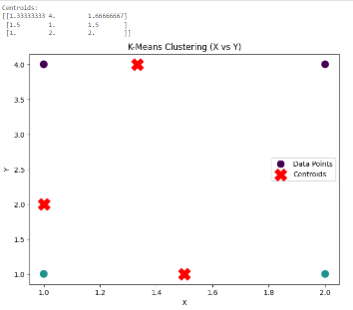 Centroids:
[[1.33333333 4. 1.66666667]
[1.5 1. 1.5 ]
[1. 2. 2. ]]
K-Means Clustering (X vs Y)
4.0
3.5
3.0
2.5
2.0
1.5
1.0
Y
Data Points
Centroids
1.0 1.2 1.4 1.6 1.8 2.0
X